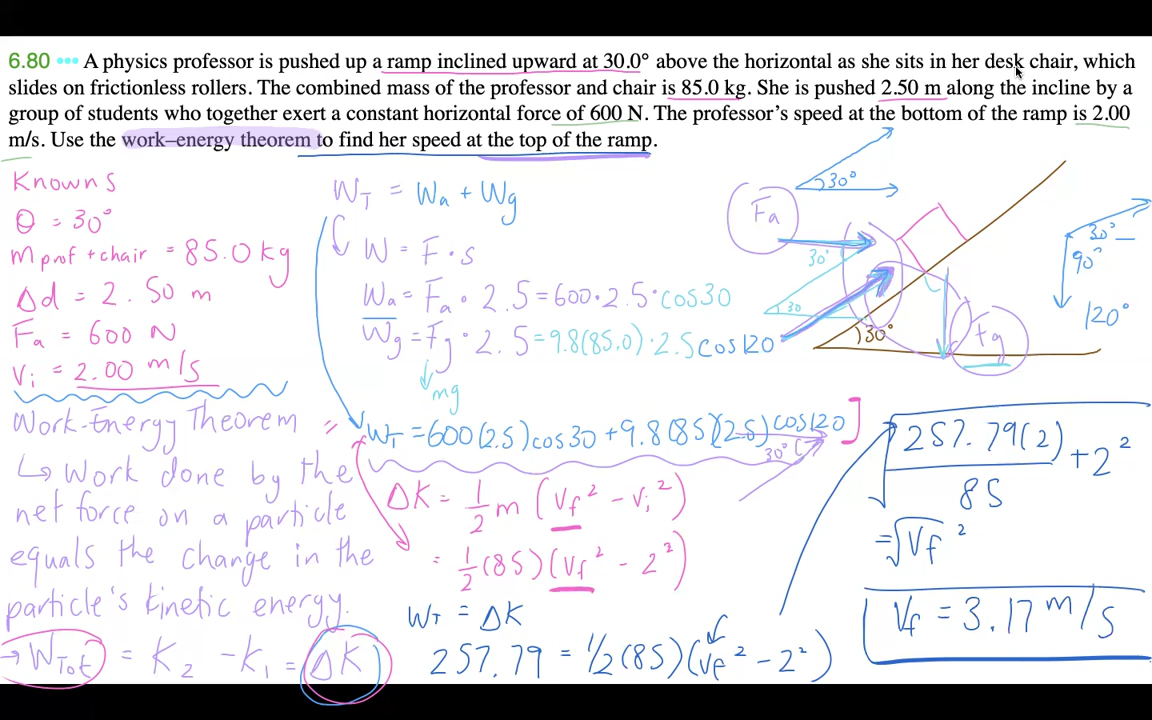 6.80 ••• A physics professor is pushed up a ramp inclined upward at 30.0° above the horizontal as she sits in her desk chair, which
slides on frictionless rollers. The combined mass of the professor and chair is 85.0 kg. She is pushed 2.50 m along the incline by a
group of students who together exert a constant horizontal force of 600 N. The professor's speed at the bottom of the ramp is 2.00
m/s. Use the work–energy theorem to find her speed at the top of the ramp.
Knowns
θ = 30°
m prof + chair = 85.0 kg
Δd = 2.50 m
Fa = 600 N
Vi = 2.00 m/s
Work-Energy Theorem =
↳ Work done by the
net force on a particle
equals the change in the
particle's kinetic energy.
→ WTot = K2 - K1 = ΔK
WT = Wa + Wg
W = F · s
Wa = Fa · 2.5 = 600 · 2.5 · cos30
Wg = Fg · 2.5 = 9.8(85.0) · 2.5 cos120
mg
WT = 600(2.5)cos30 + 9.8(85)(2.5)cos120
30°
ΔK = 1/2 m (Vf² - Vi²)
= 1/2 (85)(Vf² - 2²)
WT = ΔK
257.79 = 1/2(85)(Vf² - 2²)
30°
Fa
30°
30
30°
Fg
30°
90°
120°
√257.79(2)/85 + 2²
= √Vf²
Vf = 3.17 m/s